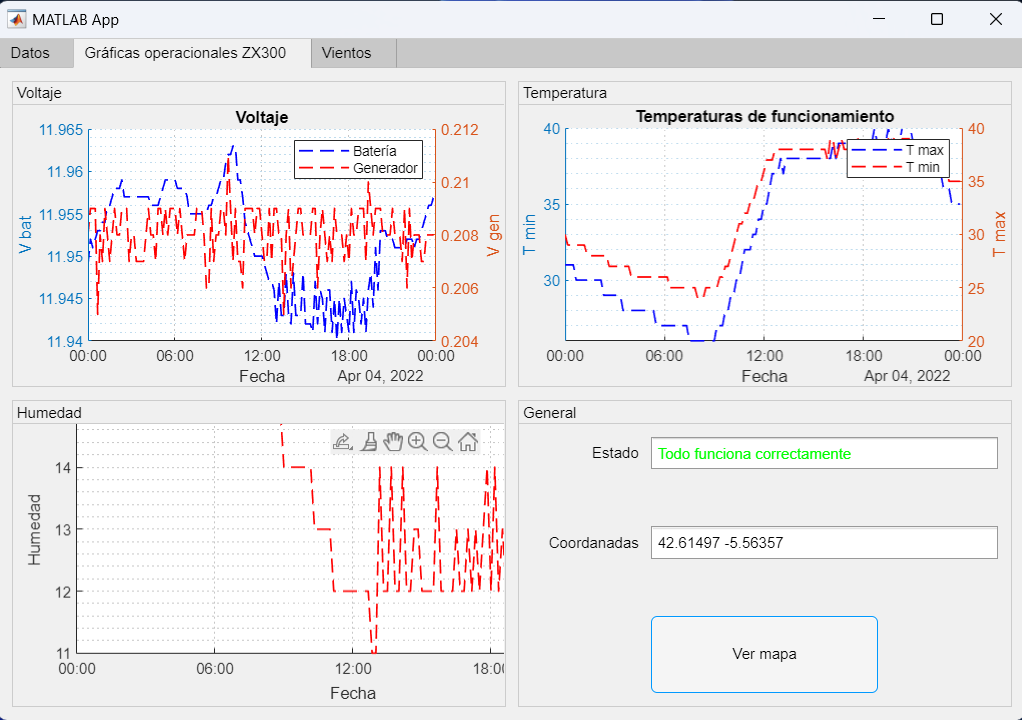 MATLAB App
Datos
Gráficas operacionales ZX300
Vientos
Voltaje
Voltaje
11.965
11.96
11.955
11.95
11.945
11.94
V bat
0.212
0.21
0.208
0.206
0.204
V gen
Batería
Generador
00:00 06:00 12:00 18:00 00:00
Fecha
Apr 04, 2022
Temperatura
Temperaturas de funcionamiento
40
35
30
T min
40
35
30
25
20
T max
T max
T min
00:00 06:00 12:00 18:00 00:00
Fecha
Apr 04, 2022
Humedad
14
13
12
11
Humedad
00:00 06:00 12:00 18:00
Fecha
General
Estado
Todo funciona correctamente
Coordanadas
42.61497 -5.56357
Ver mapa